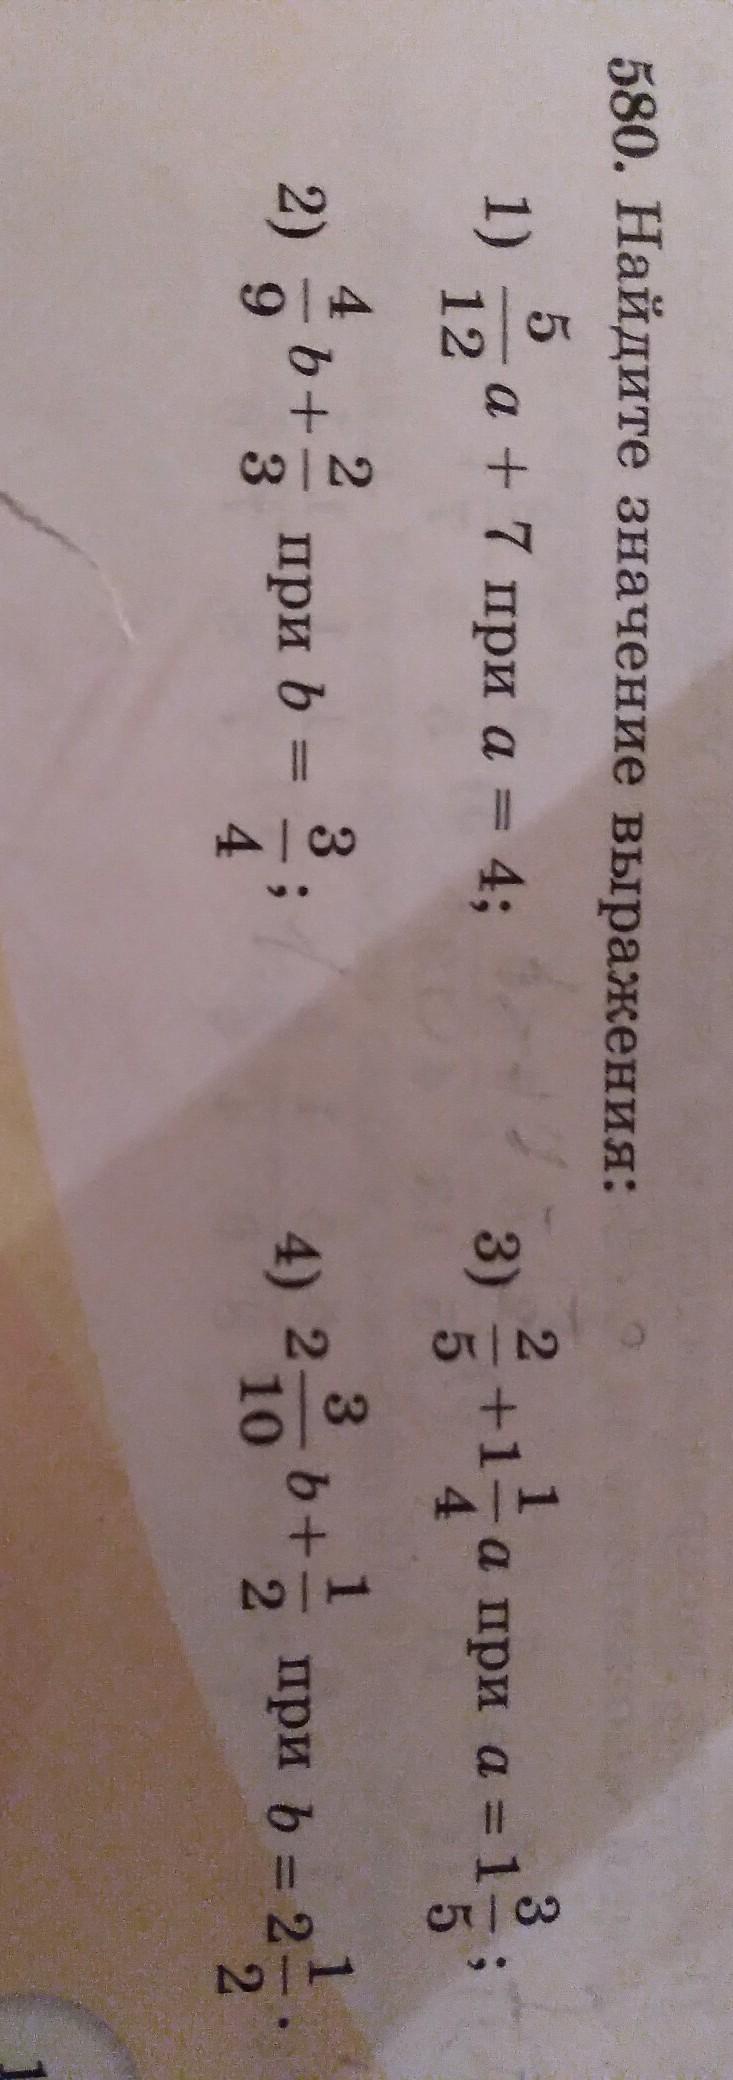 580. Найдите значение выражения:
1) 5/12 a + 7 при a = 4; 3) 2/5 + 1 1/4 a при a = 1 3/5;
2) 4/9 b + 2/3 при b = 3/4; 4) 2 3/10 b + 1/2 при b = 2 1/2.
1